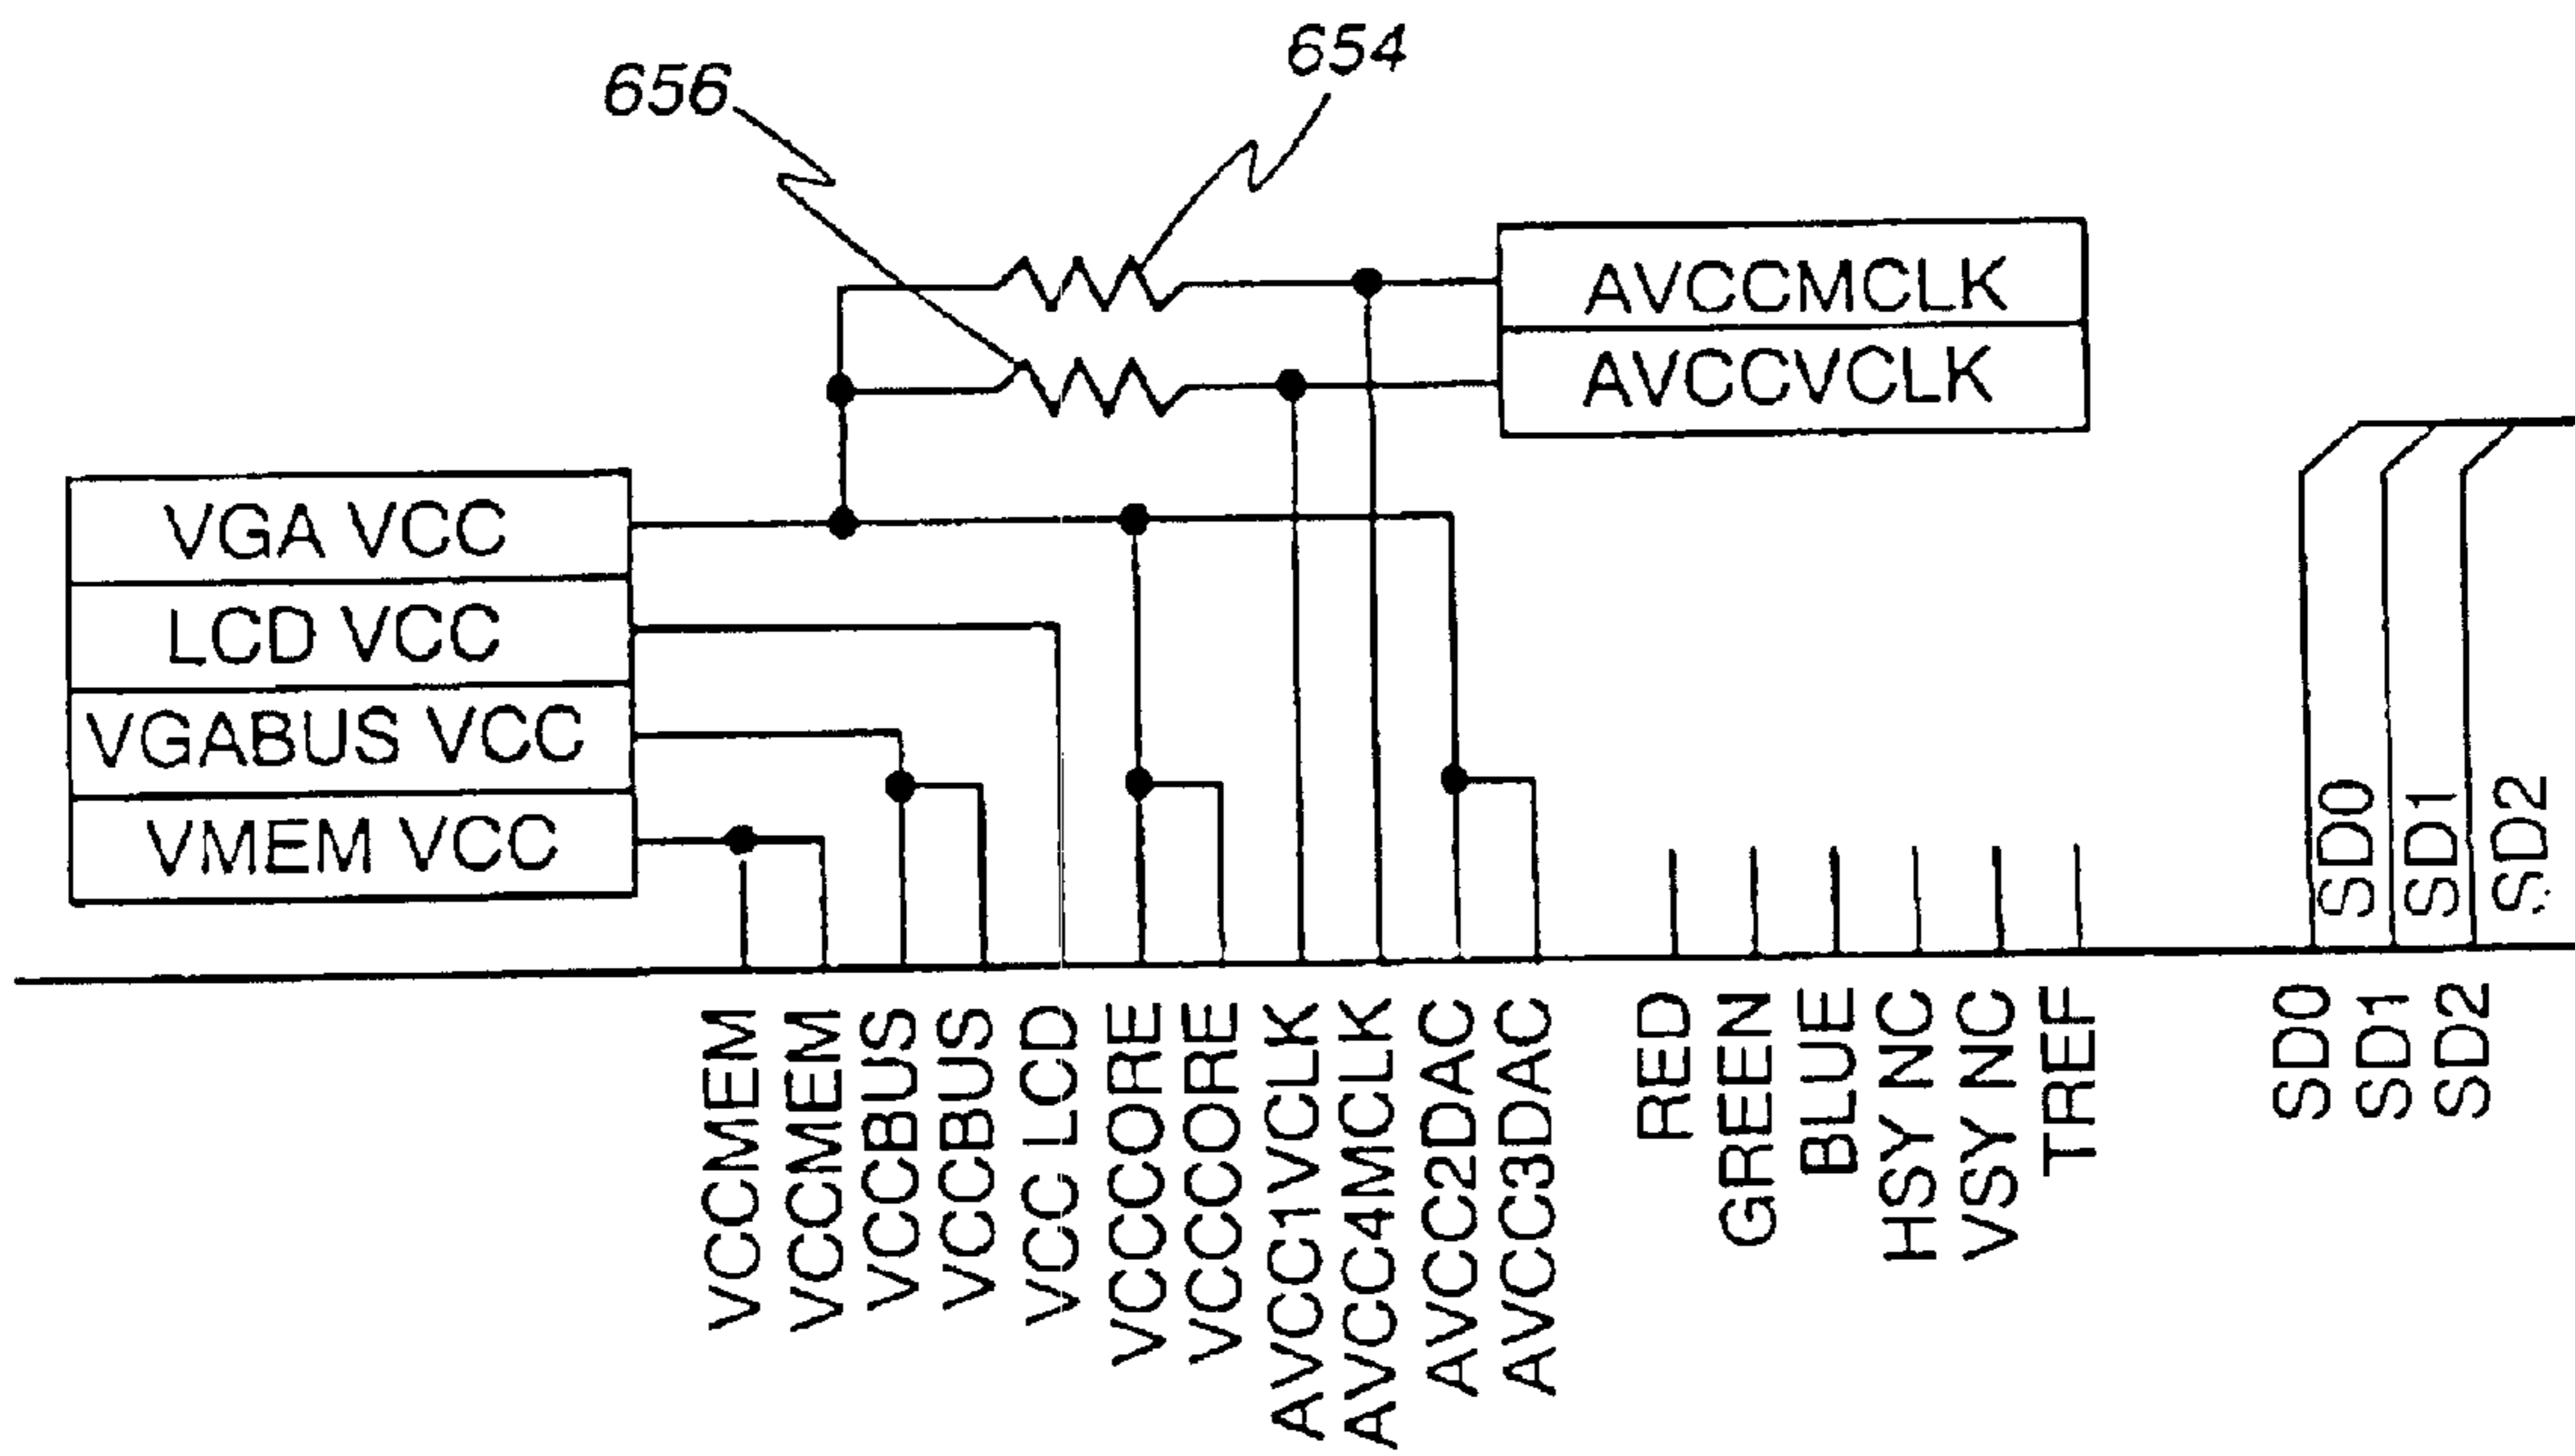 654
656
AVCCMCLK
AVCCVCLK
VGA VCC
LCD VCC
VGABUS VCC
VMEM VCC
SD0
SD1
SD2
VCCMEM
VCCMEM
VCCBUS
VCCBUS
VCC LCD
VCCCORE
VCCCORE
AVCC1VCLK
AVCC4MCLK
AVCC2DAC
AVCC3DAC
RED
GREEN
BLUE
HSY NC
VSY NC
TREF
SD0
SD1
SD2